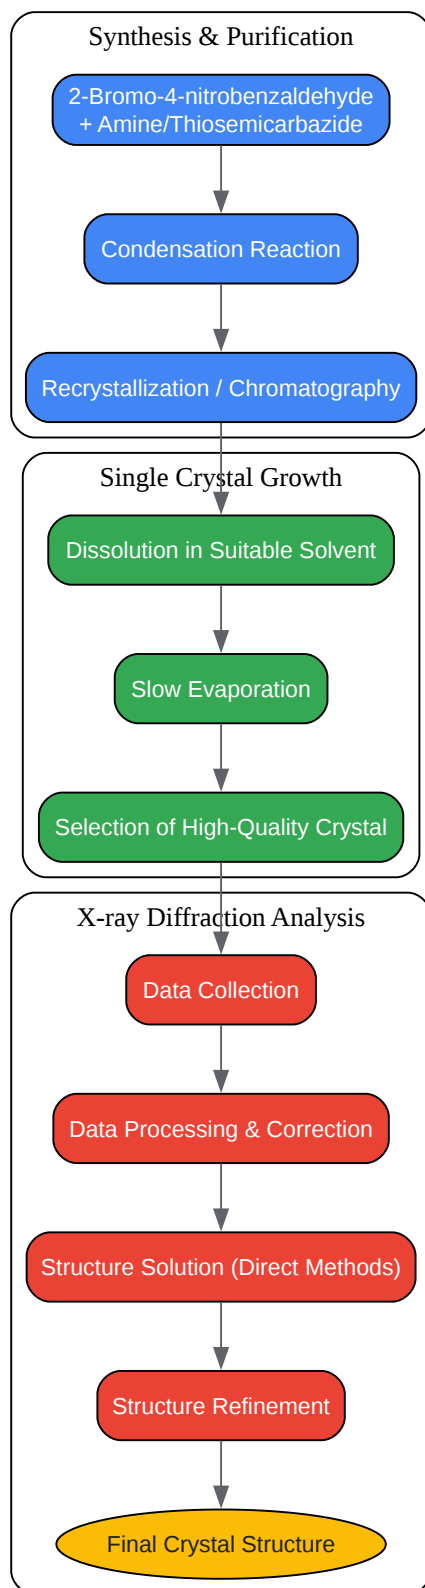 Synthesis & Purification
2-Bromo-4-nitrobenzaldehyde
+ Amine/Thiosemicarbazide
Condensation Reaction
Recrystallization / Chromatography
Single Crystal Growth
Dissolution in Suitable Solvent
Slow Evaporation
Selection of High-Quality Crystal
X-ray Diffraction Analysis
Data Collection
Data Processing & Correction
Structure Solution (Direct Methods)
Structure Refinement
Final Crystal Structure